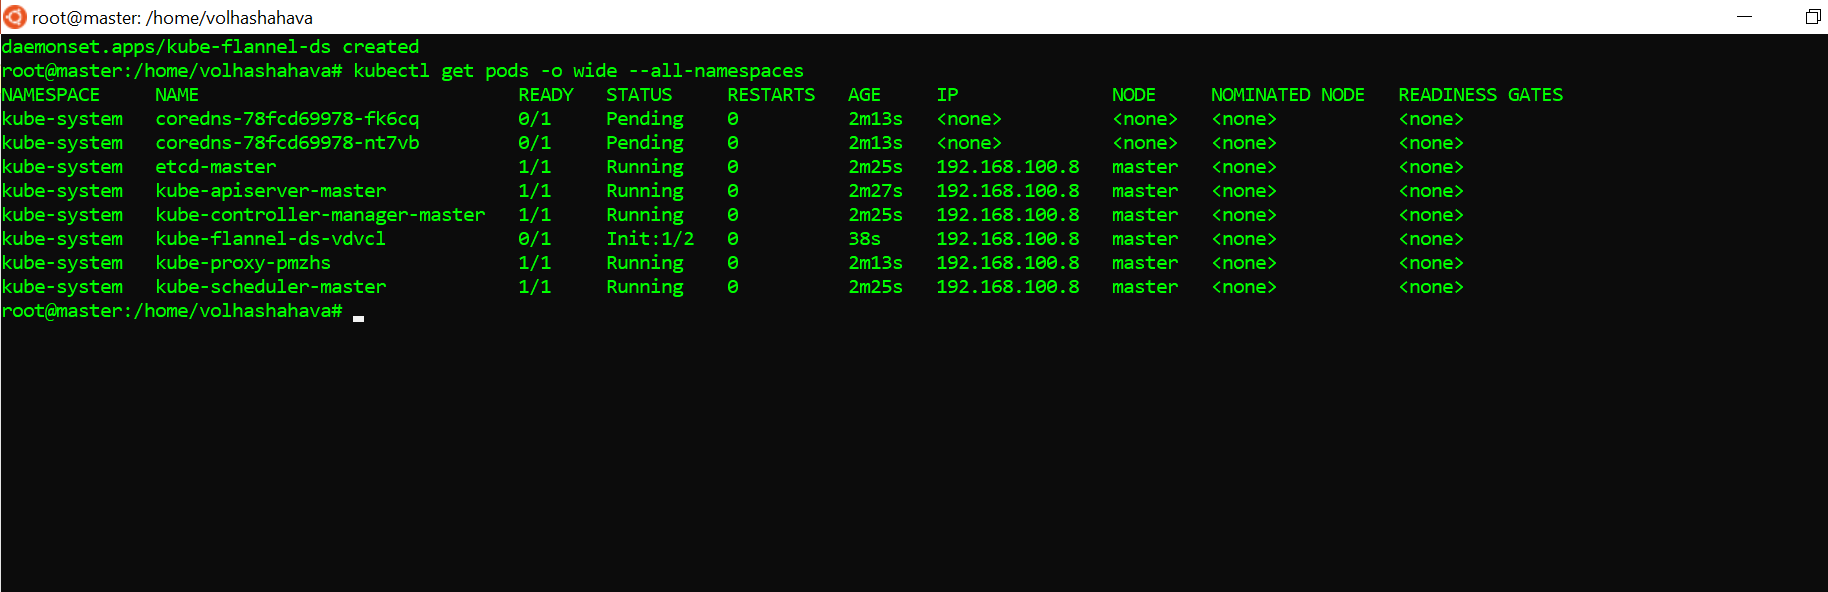 root@master: /home/volhashahava
daemonset.apps/kube-flannel-ds created
root@master:/home/volhashahava# kubectl get pods -o wide --all-namespaces
NAMESPACE     NAME                             READY   STATUS     RESTARTS   AGE     IP              NODE     NOMINATED NODE   READINESS GATES
kube-system   coredns-78fcd69978-fk6cq         0/1     Pending    0          2m13s   <none>          <none>   <none>           <none>
kube-system   coredns-78fcd69978-nt7vb         0/1     Pending    0          2m13s   <none>          <none>   <none>           <none>
kube-system   etcd-master                      1/1     Running    0          2m25s   192.168.100.8   master   <none>           <none>
kube-system   kube-apiserver-master            1/1     Running    0          2m27s   192.168.100.8   master   <none>           <none>
kube-system   kube-controller-manager-master   1/1     Running    0          2m25s   192.168.100.8   master   <none>           <none>
kube-system   kube-flannel-ds-vdvcl            0/1     Init:1/2   0          38s     192.168.100.8   master   <none>           <none>
kube-system   kube-proxy-pmzhs                 1/1     Running    0          2m13s   192.168.100.8   master   <none>           <none>
kube-system   kube-scheduler-master            1/1     Running    0          2m25s   192.168.100.8   master   <none>           <none>
root@master:/home/volhashahava#